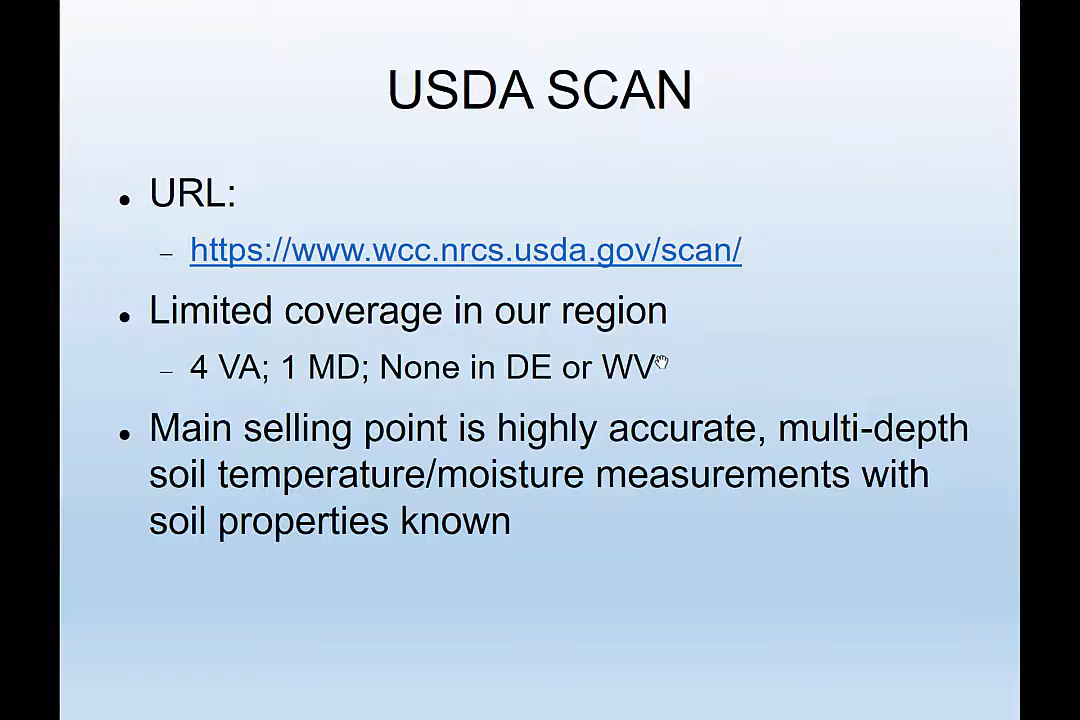 USDA SCAN
● URL:
– https://www.wcc.nrcs.usda.gov/scan/
● Limited coverage in our region
– 4 VA; 1 MD; None in DE or WV
● Main selling point is highly accurate, multi-depth
soil temperature/moisture measurements with
soil properties known